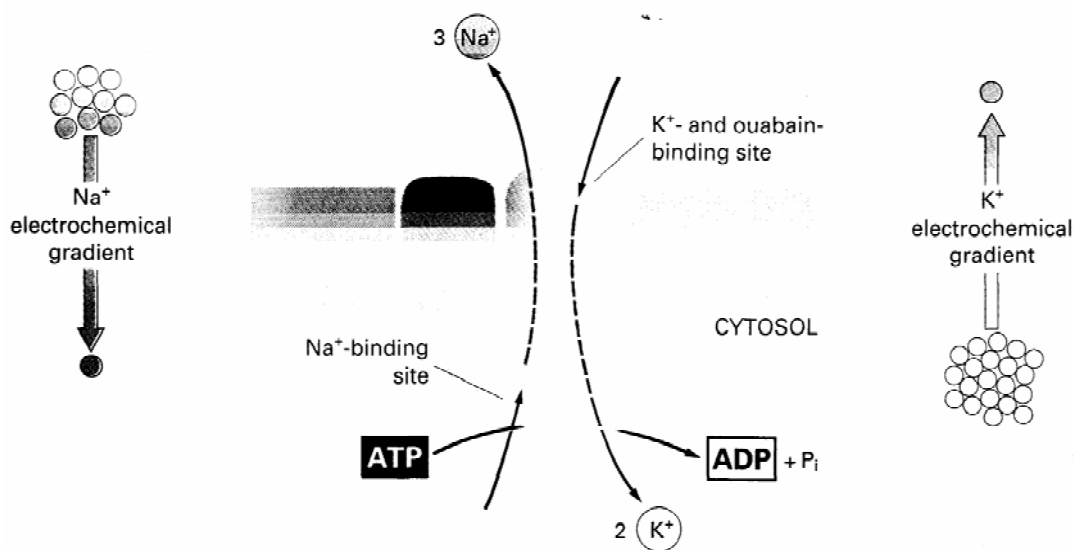 3 Na⁺
K⁺- and ouabain-
binding site
Na⁺
electrochemical
gradient
K⁺
electrochemical
gradient
CYTOSOL
Na⁺-binding
site
ATP
ADP + Pᵢ
2 K⁺